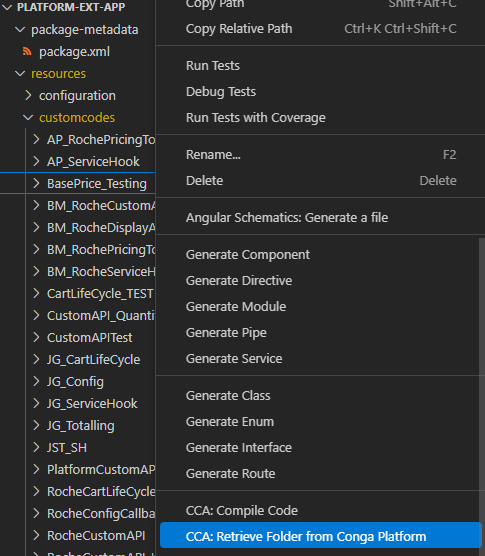 PLATFORM-EXT-APP
package-metadata
package.xml
resources
configuration
customcodes
AP_RochePricingTo
AP_ServiceHook
BasePrice_Testing
BM_RocheCustomA
BM_RocheDisplayA
BM_RochePricingTo
BM_RocheServiceH
CartLifeCycle_TEST
CustomAPI_Quanti
CustomAPITest
JG_CartLifeCycle
JG_Config
JG_ServiceHook
JG_Totalling
JST_SH
PlatformCustomAP
RocheCartLifeCycle
RocheConfigCallba
RocheCustomAPI
Copy Path Shift+Alt+C
Copy Relative Path Ctrl+K Ctrl+Shift+C
Run Tests
Debug Tests
Run Tests with Coverage
Rename... F2
Delete Delete
Angular Schematics: Generate a file
Generate Component
Generate Directive
Generate Module
Generate Pipe
Generate Service
Generate Class
Generate Enum
Generate Interface
Generate Route
CCA: Compile Code
CCA: Retrieve Folder from Conga Platform